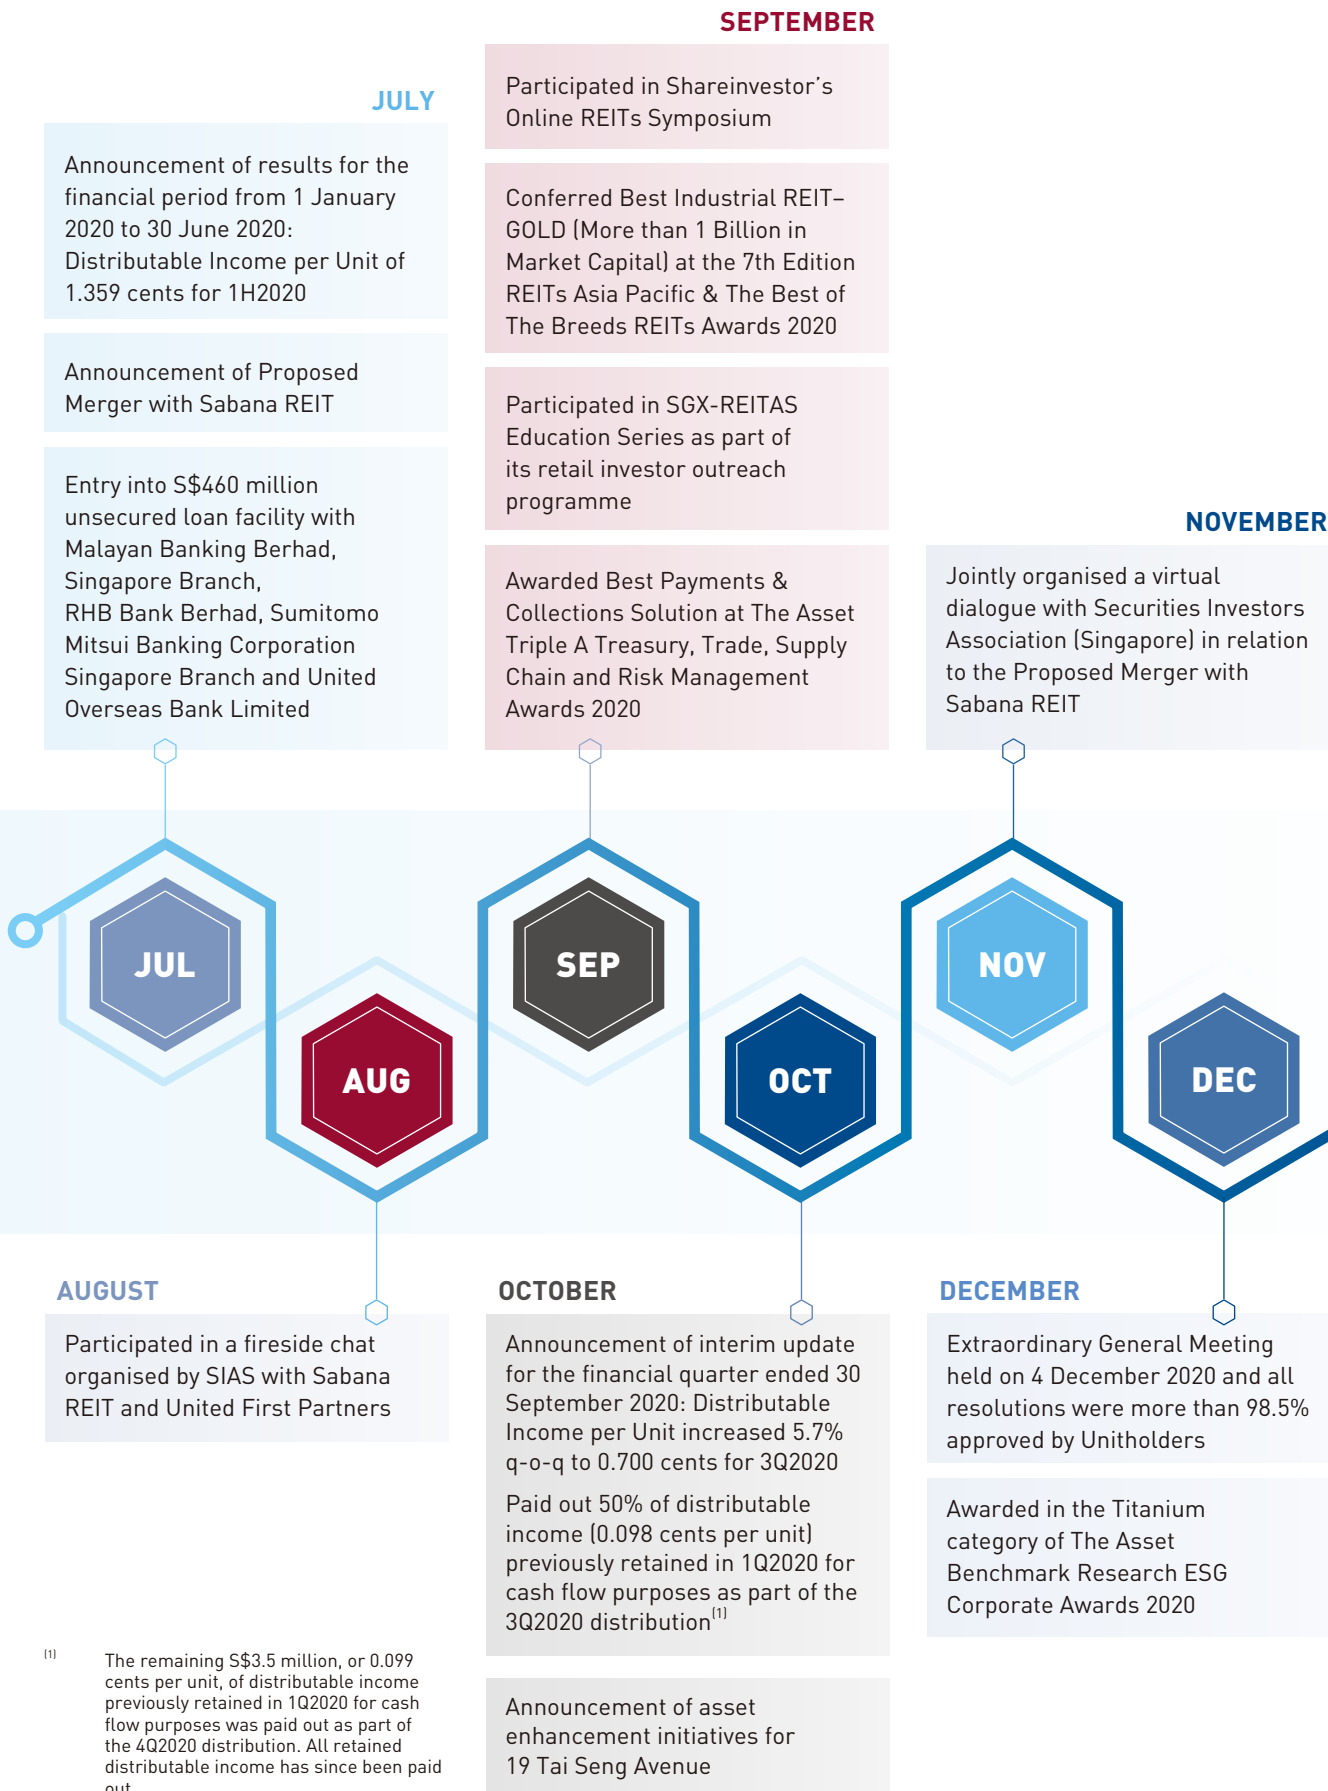 JULY
Announcement of results for the
financial period from 1 January
2020 to 30 June 2020:
Distributable Income per Unit of
1.359 cents for 1H2020
Announcement of Proposed
Merger with Sabana REIT
Entry into S$460 million
unsecured loan facility with
Malayan Banking Berhad,
Singapore Branch,
RHB Bank Berhad, Sumitomo
Mitsui Banking Corporation
Singapore Branch and United
Overseas Bank Limited
SEPTEMBER
Participated in Shareinvestor’s
Online REITs Symposium
Conferred Best Industrial REIT–
GOLD (More than 1 Billion in
Market Capital) at the 7th Edition
REITs Asia Pacific & The Best of
The Breeds REITs Awards 2020
Participated in SGX-REITAS
Education Series as part of
its retail investor outreach
programme
Awarded Best Payments &
Collections Solution at The Asset
Triple A Treasury, Trade, Supply
Chain and Risk Management
Awards 2020
NOVEMBER
Jointly organised a virtual
dialogue with Securities Investors
Association (Singapore) in relation
to the Proposed Merger with
Sabana REIT
JUL
AUG
SEP
OCT
NOV
DEC
AUGUST
Participated in a fireside chat
organised by SIAS with Sabana
REIT and United First Partners
OCTOBER
Announcement of interim update
for the financial quarter ended 30
September 2020: Distributable
Income per Unit increased 5.7%
q-o-q to 0.700 cents for 3Q2020
Paid out 50% of distributable
income (0.098 cents per unit)
previously retained in 1Q2020 for
cash flow purposes as part of the
3Q2020 distribution(1)
Announcement of asset
enhancement initiatives for
19 Tai Seng Avenue
DECEMBER
Extraordinary General Meeting
held on 4 December 2020 and all
resolutions were more than 98.5%
approved by Unitholders
Awarded in the Titanium
category of The Asset
Benchmark Research ESG
Corporate Awards 2020
(1) The remaining S$3.5 million, or 0.099
cents per unit, of distributable income
previously retained in 1Q2020 for cash
flow purposes was paid out as part of
the 4Q2020 distribution. All retained
distributable income has since been paid
out